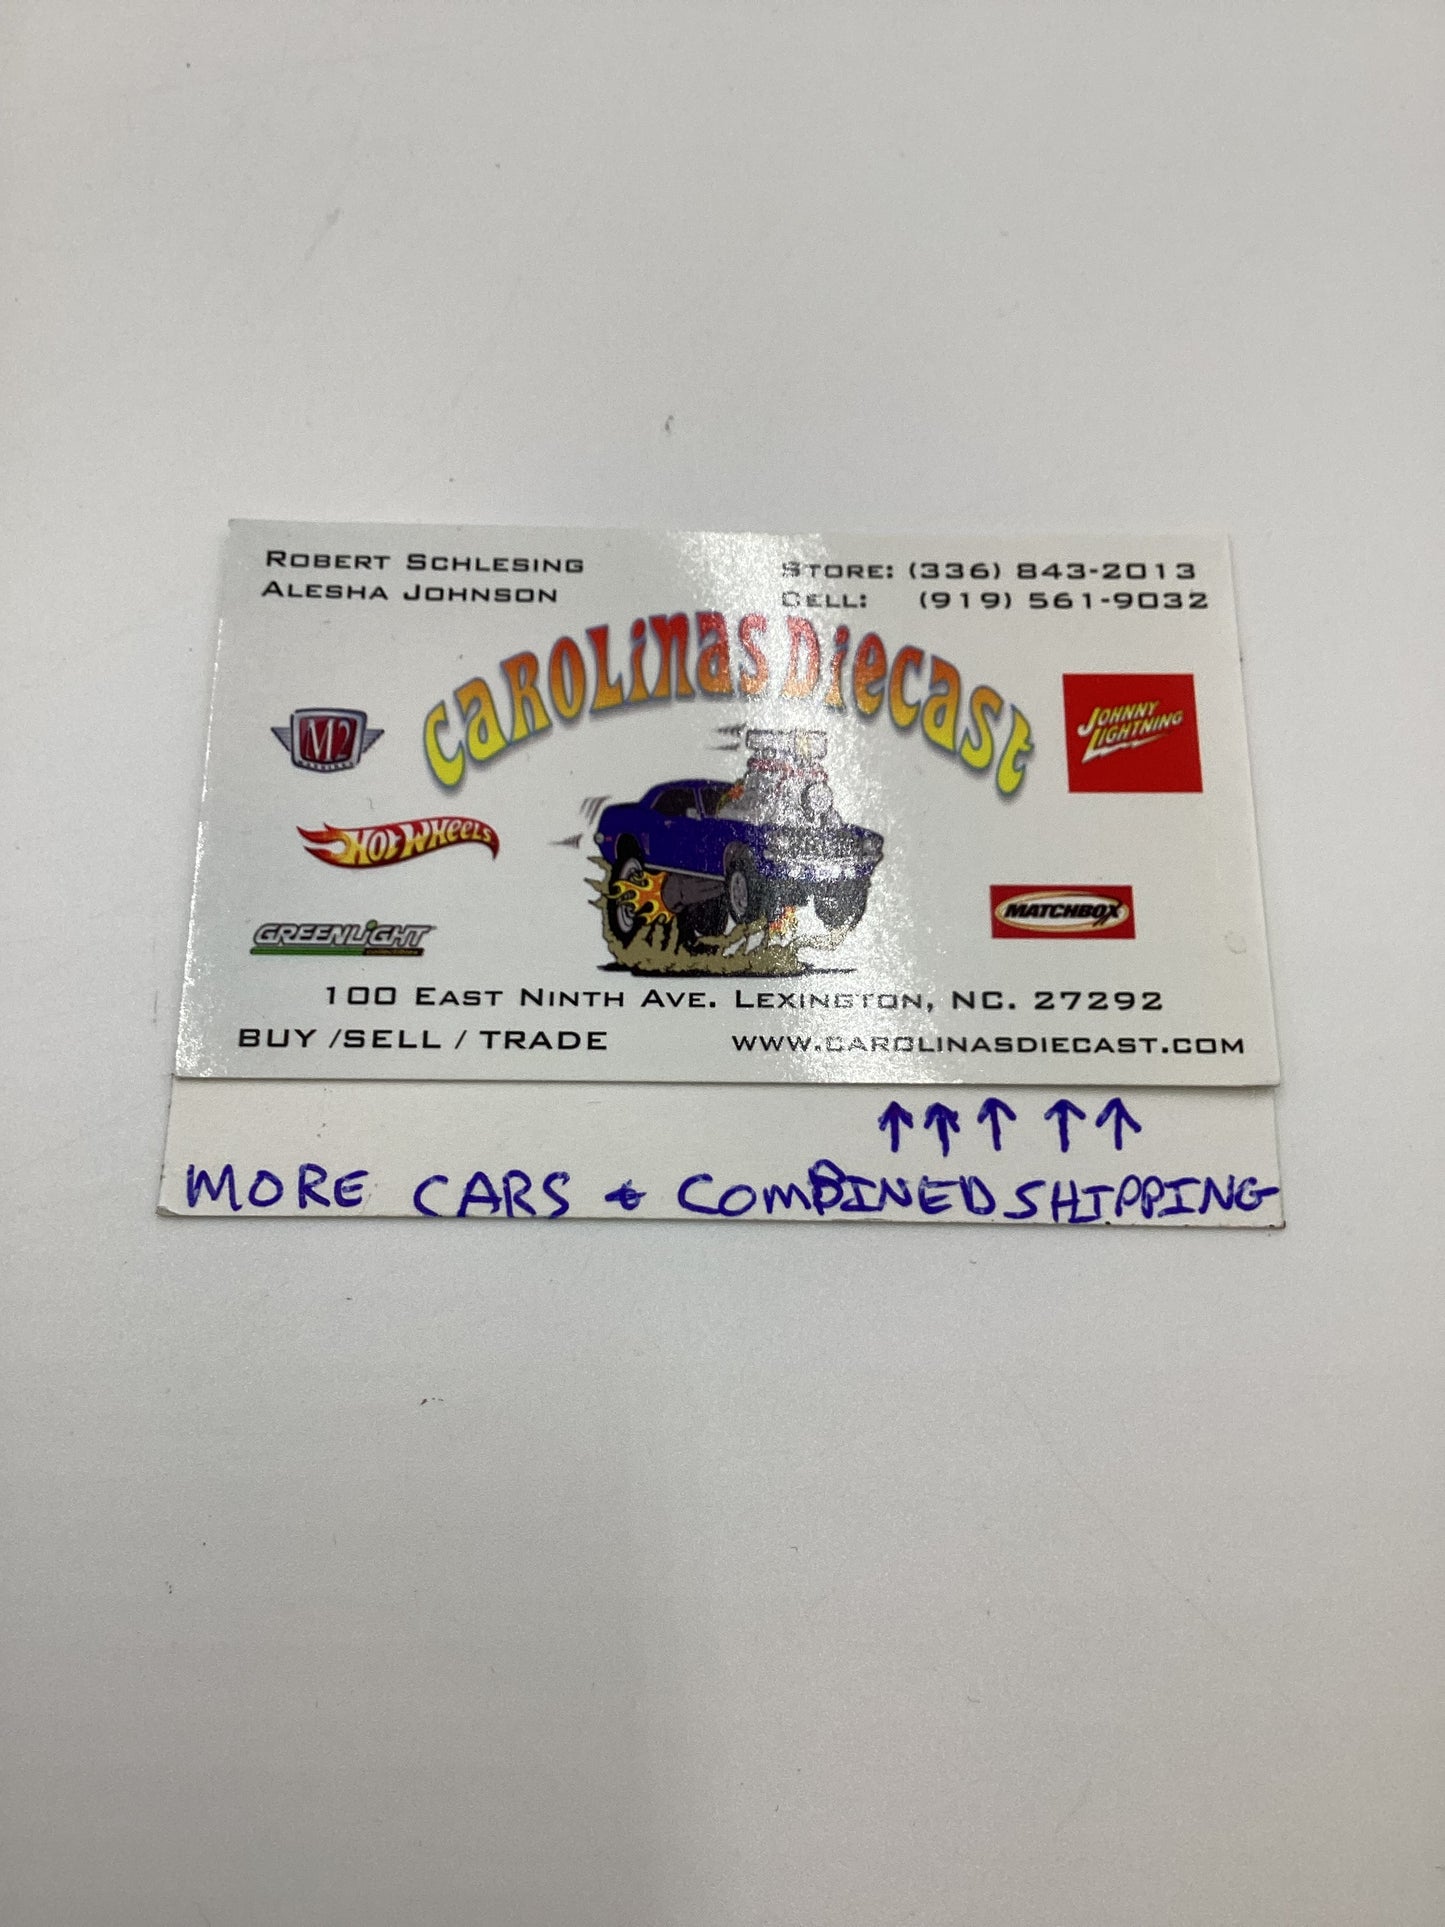 ROBERT SCHLESING
ALESHA JOHNSON
STORE: (336) 843-2013
CELL: (919) 561-9032
CAROLINAS DIECAST
M2
MACHINES
JOHNNY
LIGHTNING
HOT WHEELS
MATCHBOX
GREENLIGHT
COLLECTIBLES
100 EAST NINTH AVE. LEXINGTON, NC. 27292
BUY /SELL / TRADE
WWW.CAROLINASDIECAST.COM
↑ ↑ ↑ ↑ ↑
MORE CARS & COMBINED SHIPPING